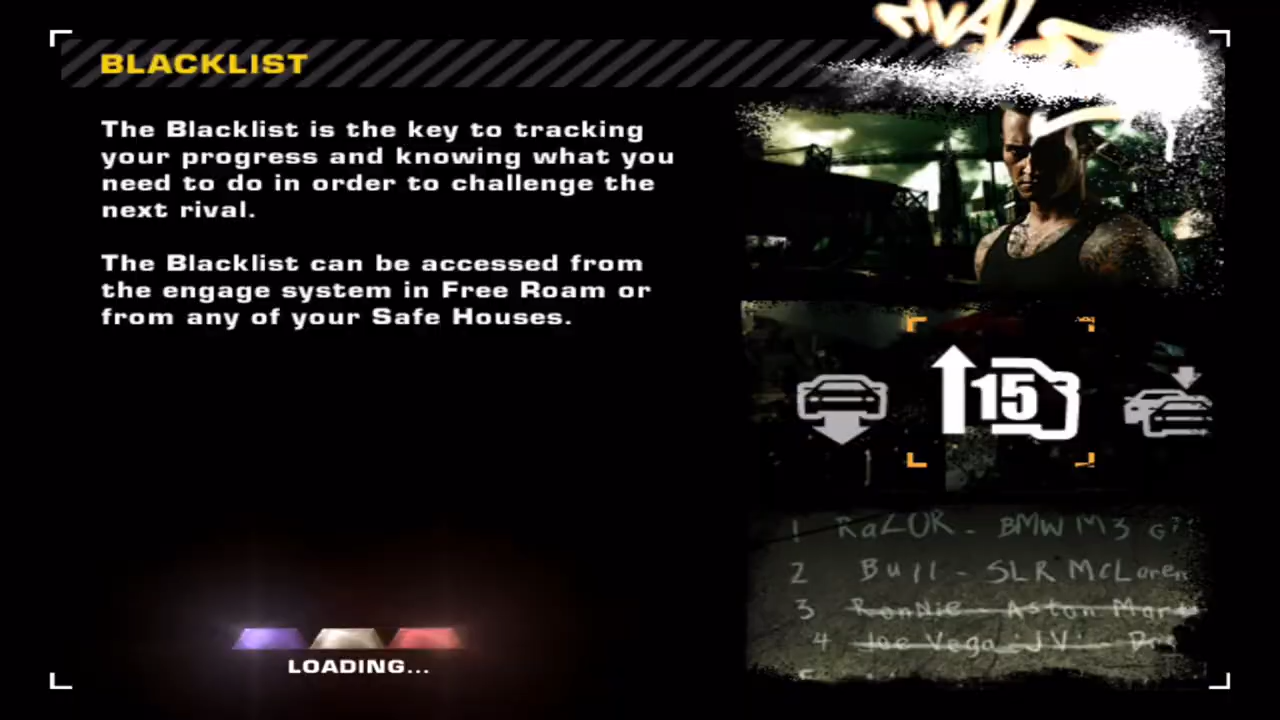 RIVALS
BLACKLIST
The Blacklist is the key to tracking
your progress and knowing what you
need to do in order to challenge the
next rival.
The Blacklist can be accessed from
the engage system in Free Roam or
from any of your Safe Houses.
15
1 RaZOR - BMW M3
2 Bull - SLR McLaren
3 RonNie - Aston
4 Joe Vega 'JV' -
LOADING...